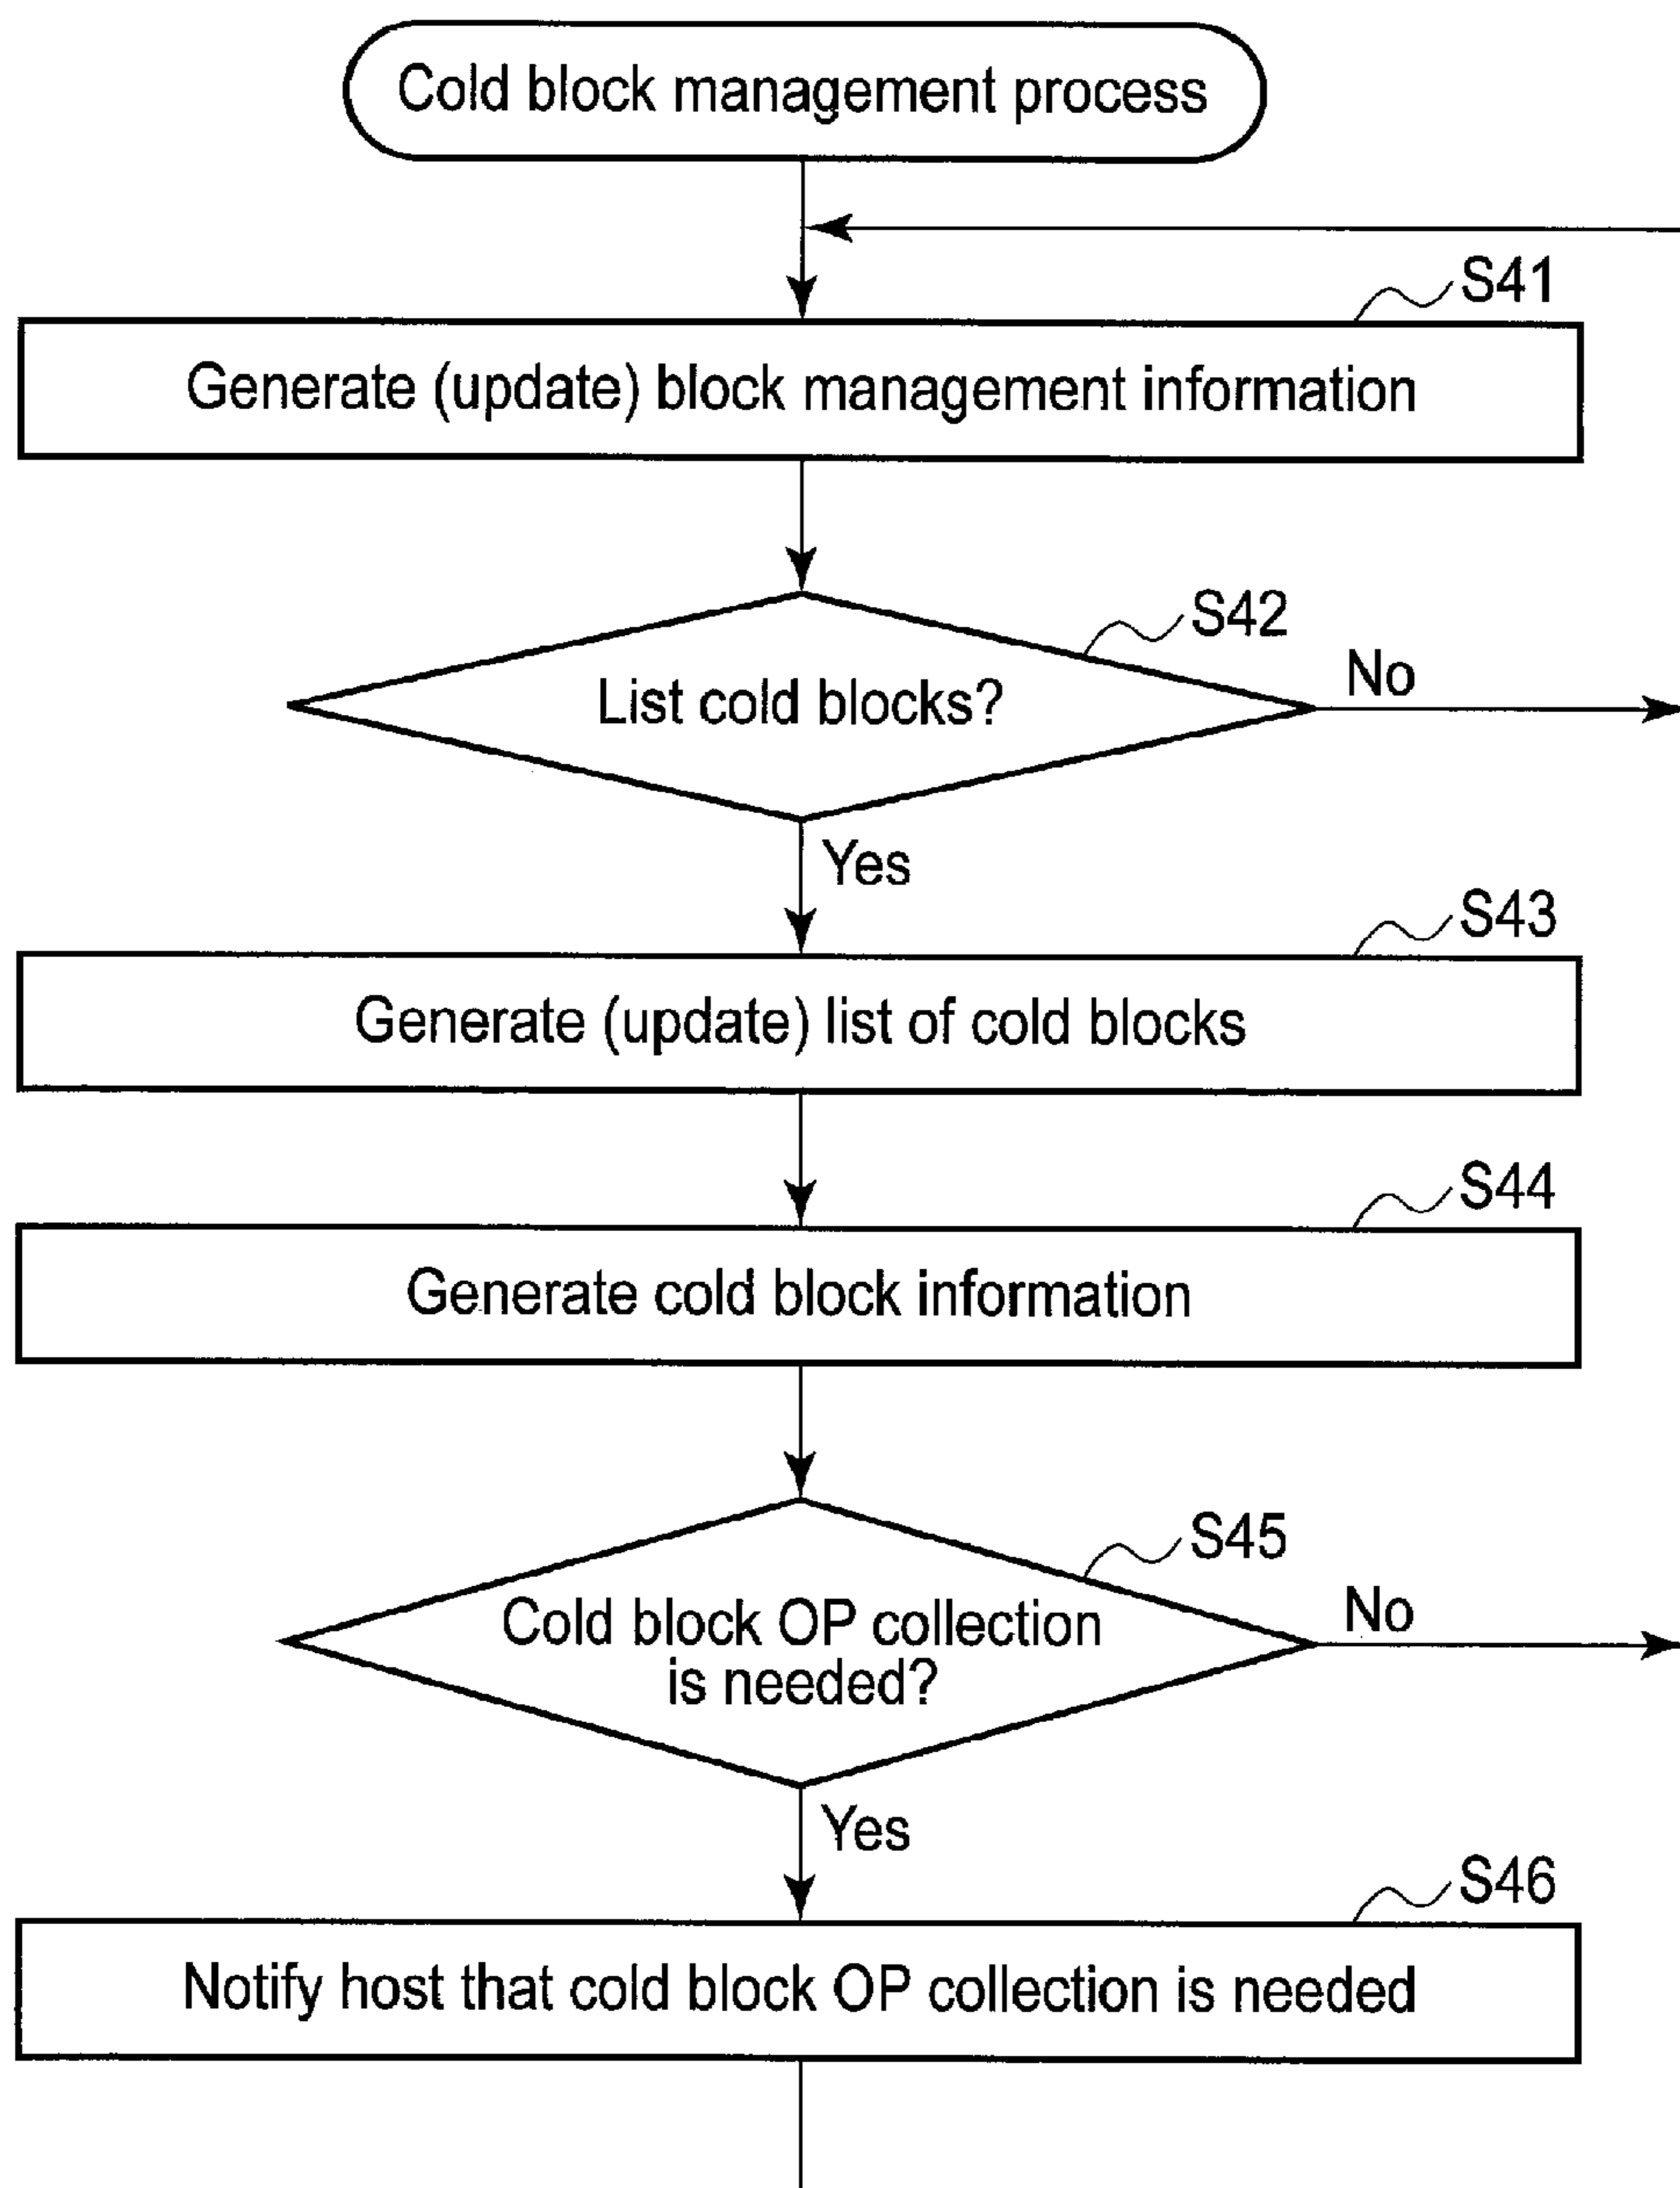 Cold block management process
S41
Generate (update) block management information
S42
List cold blocks?
No
Yes
S43
Generate (update) list of cold blocks
S44
Generate cold block information
S45
Cold block OP collection
is needed?
No
Yes
S46
Notify host that cold block OP collection is needed